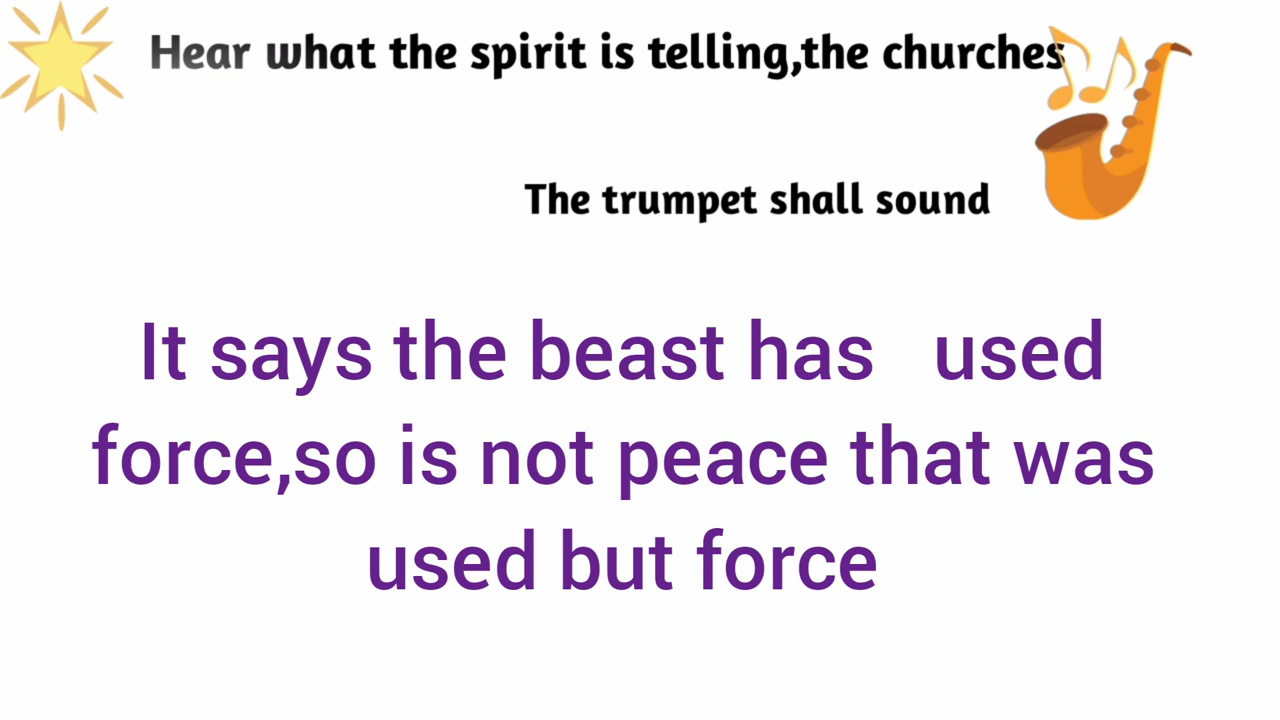 Hear what the spirit is telling,the churches
The trumpet shall sound
It says the beast has used
force,so is not peace that was
used but force